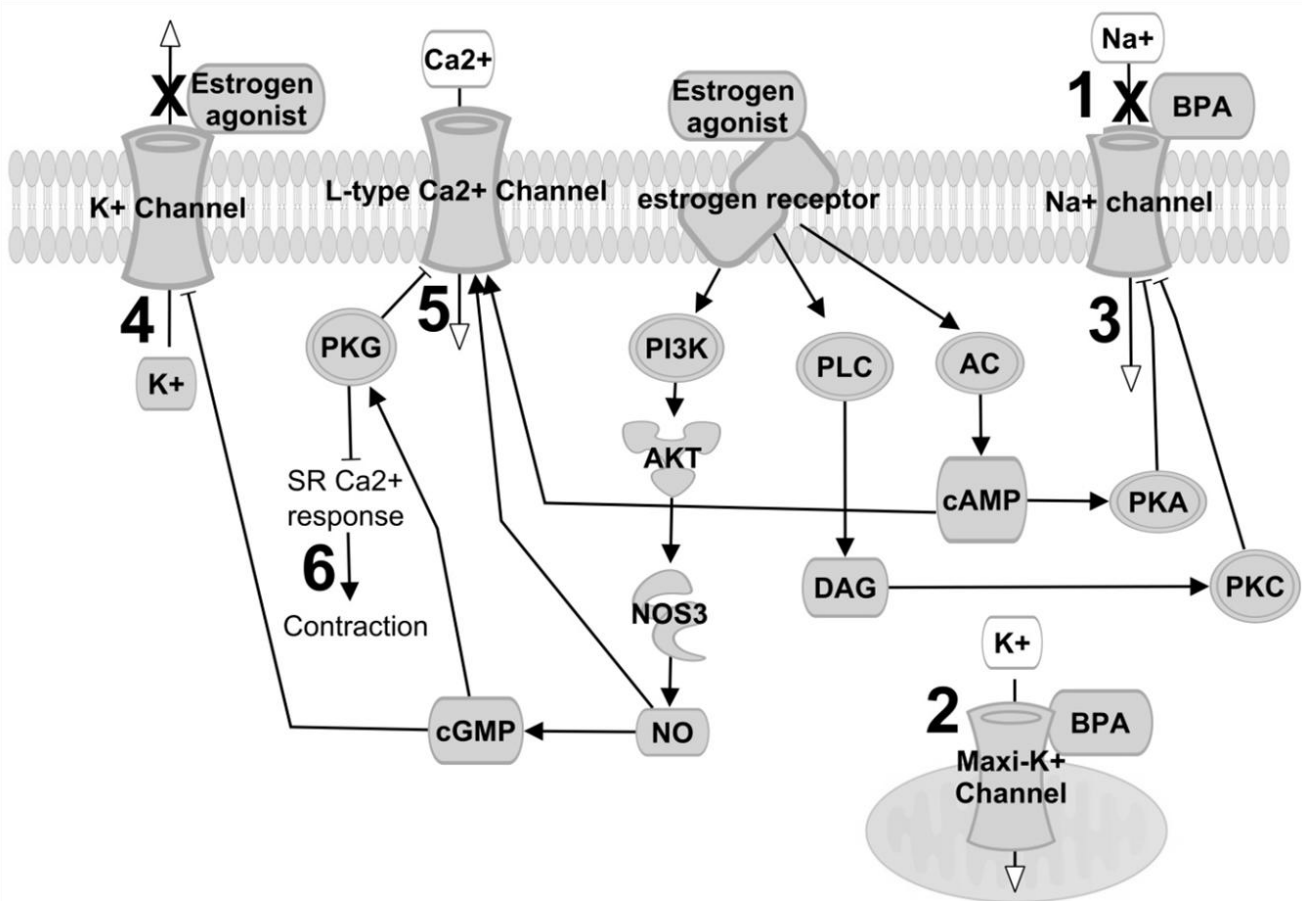 Na+
Ca2+
Estrogen
agonist
Estrogen
agonist
1
X
BPA
X
K+ Channel
L-type Ca2+ Channel
estrogen receptor
Na+ channel
4
5
3
PKG
PI3K
PLC
AC
K+
AKT
SR Ca2+
response
cAMP
PKA
6
Contraction
NOS3
DAG
PKC
K+
2
BPA
cGMP
NO
Maxi-K+
Channel